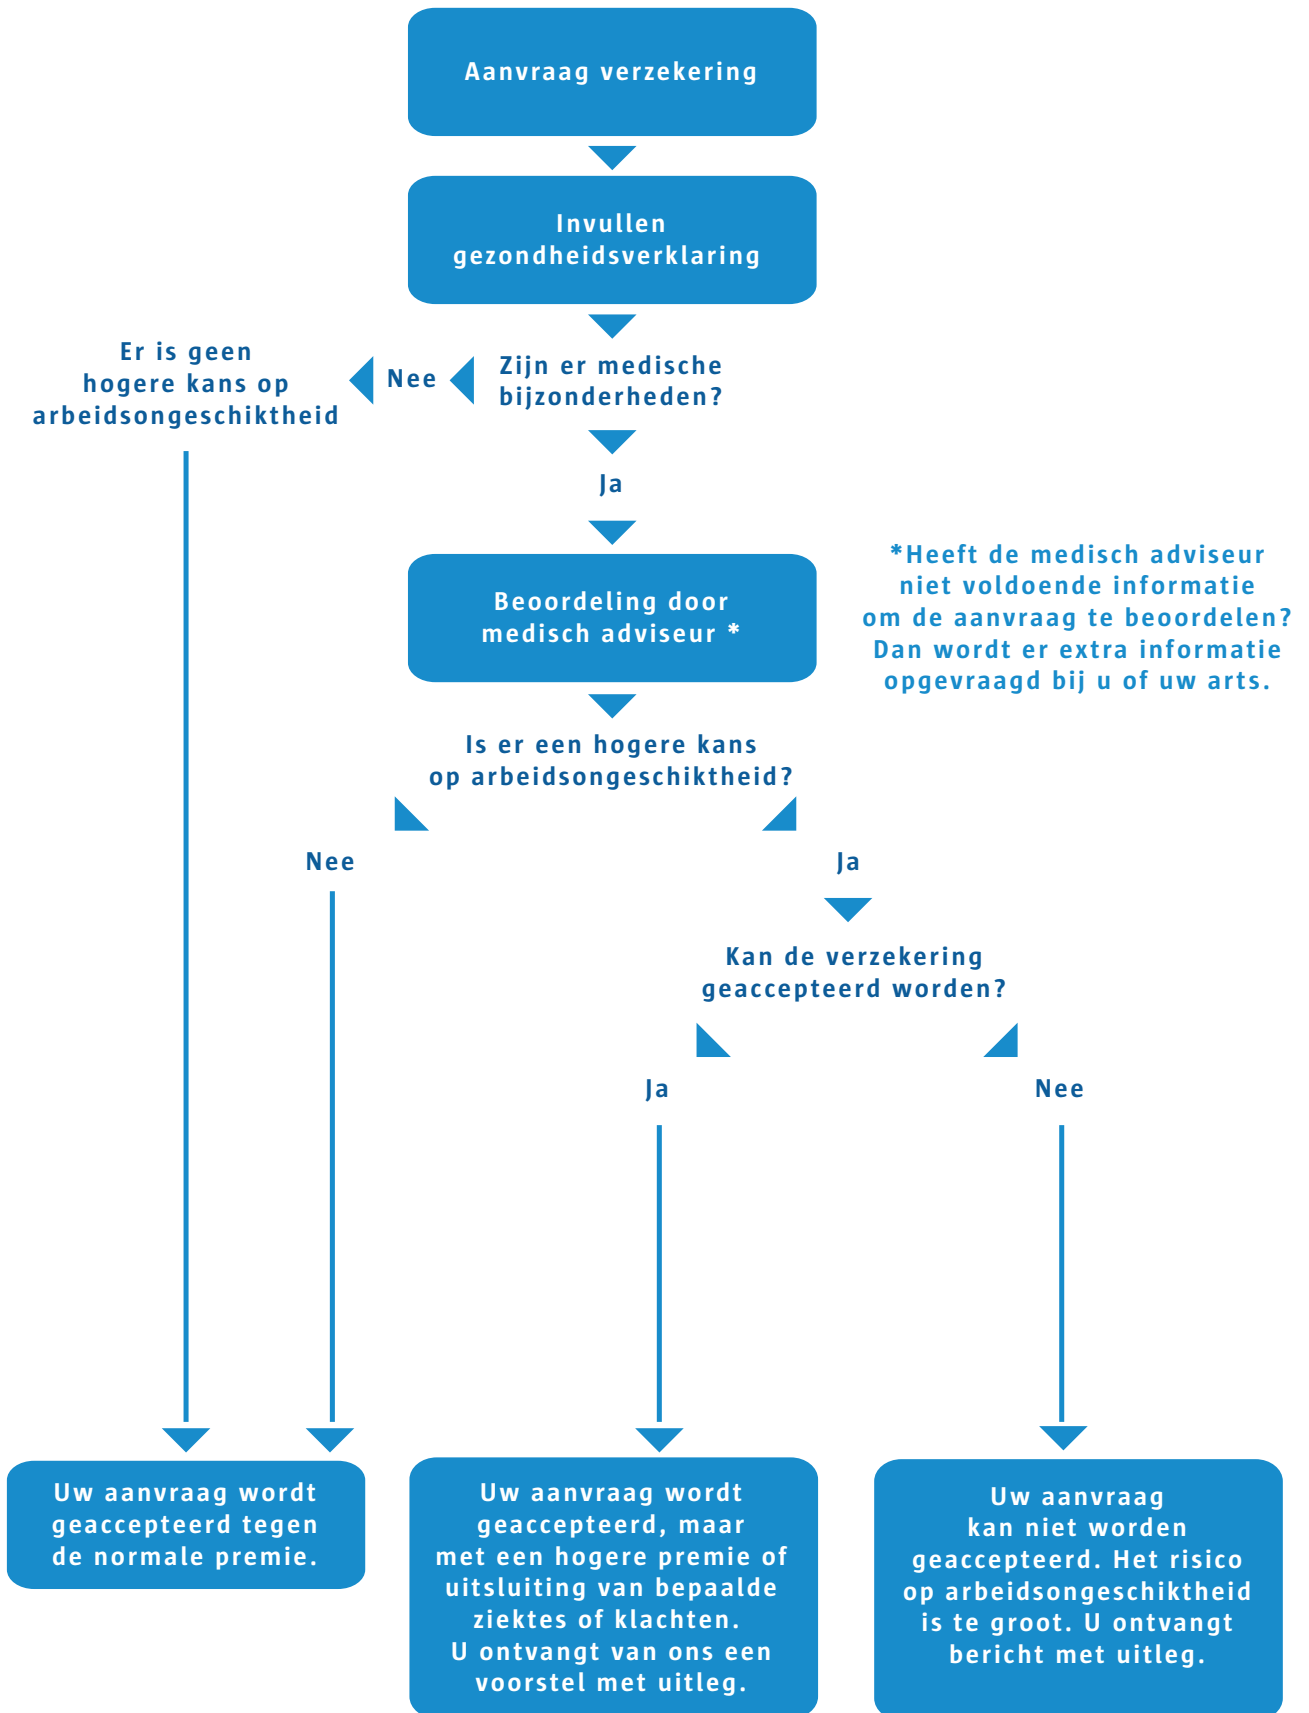 Aanvraag verzekering
Invullen
gezondheidsverklaring
Er is geen
hogere kans op
arbeidsongeschiktheid
Nee
Zijn er medische
bijzonderheden?
Ja
Beoordeling door
medisch adviseur *
*Heeft de medisch adviseur
niet voldoende informatie
om de aanvraag te beoordelen?
Dan wordt er extra informatie
opgevraagd bij u of uw arts.
Is er een hogere kans
op arbeidsongeschiktheid?
Nee
Ja
Kan de verzekering
geaccepteerd worden?
Ja
Nee
Uw aanvraag wordt
geaccepteerd tegen
de normale premie.
Uw aanvraag wordt
geaccepteerd, maar
met een hogere premie of
uitsluiting van bepaalde
ziektes of klachten.
U ontvangt van ons een
voorstel met uitleg.
Uw aanvraag
kan niet worden
geaccepteerd. Het risico
op arbeidsongeschiktheid
is te groot. U ontvangt
bericht met uitleg.